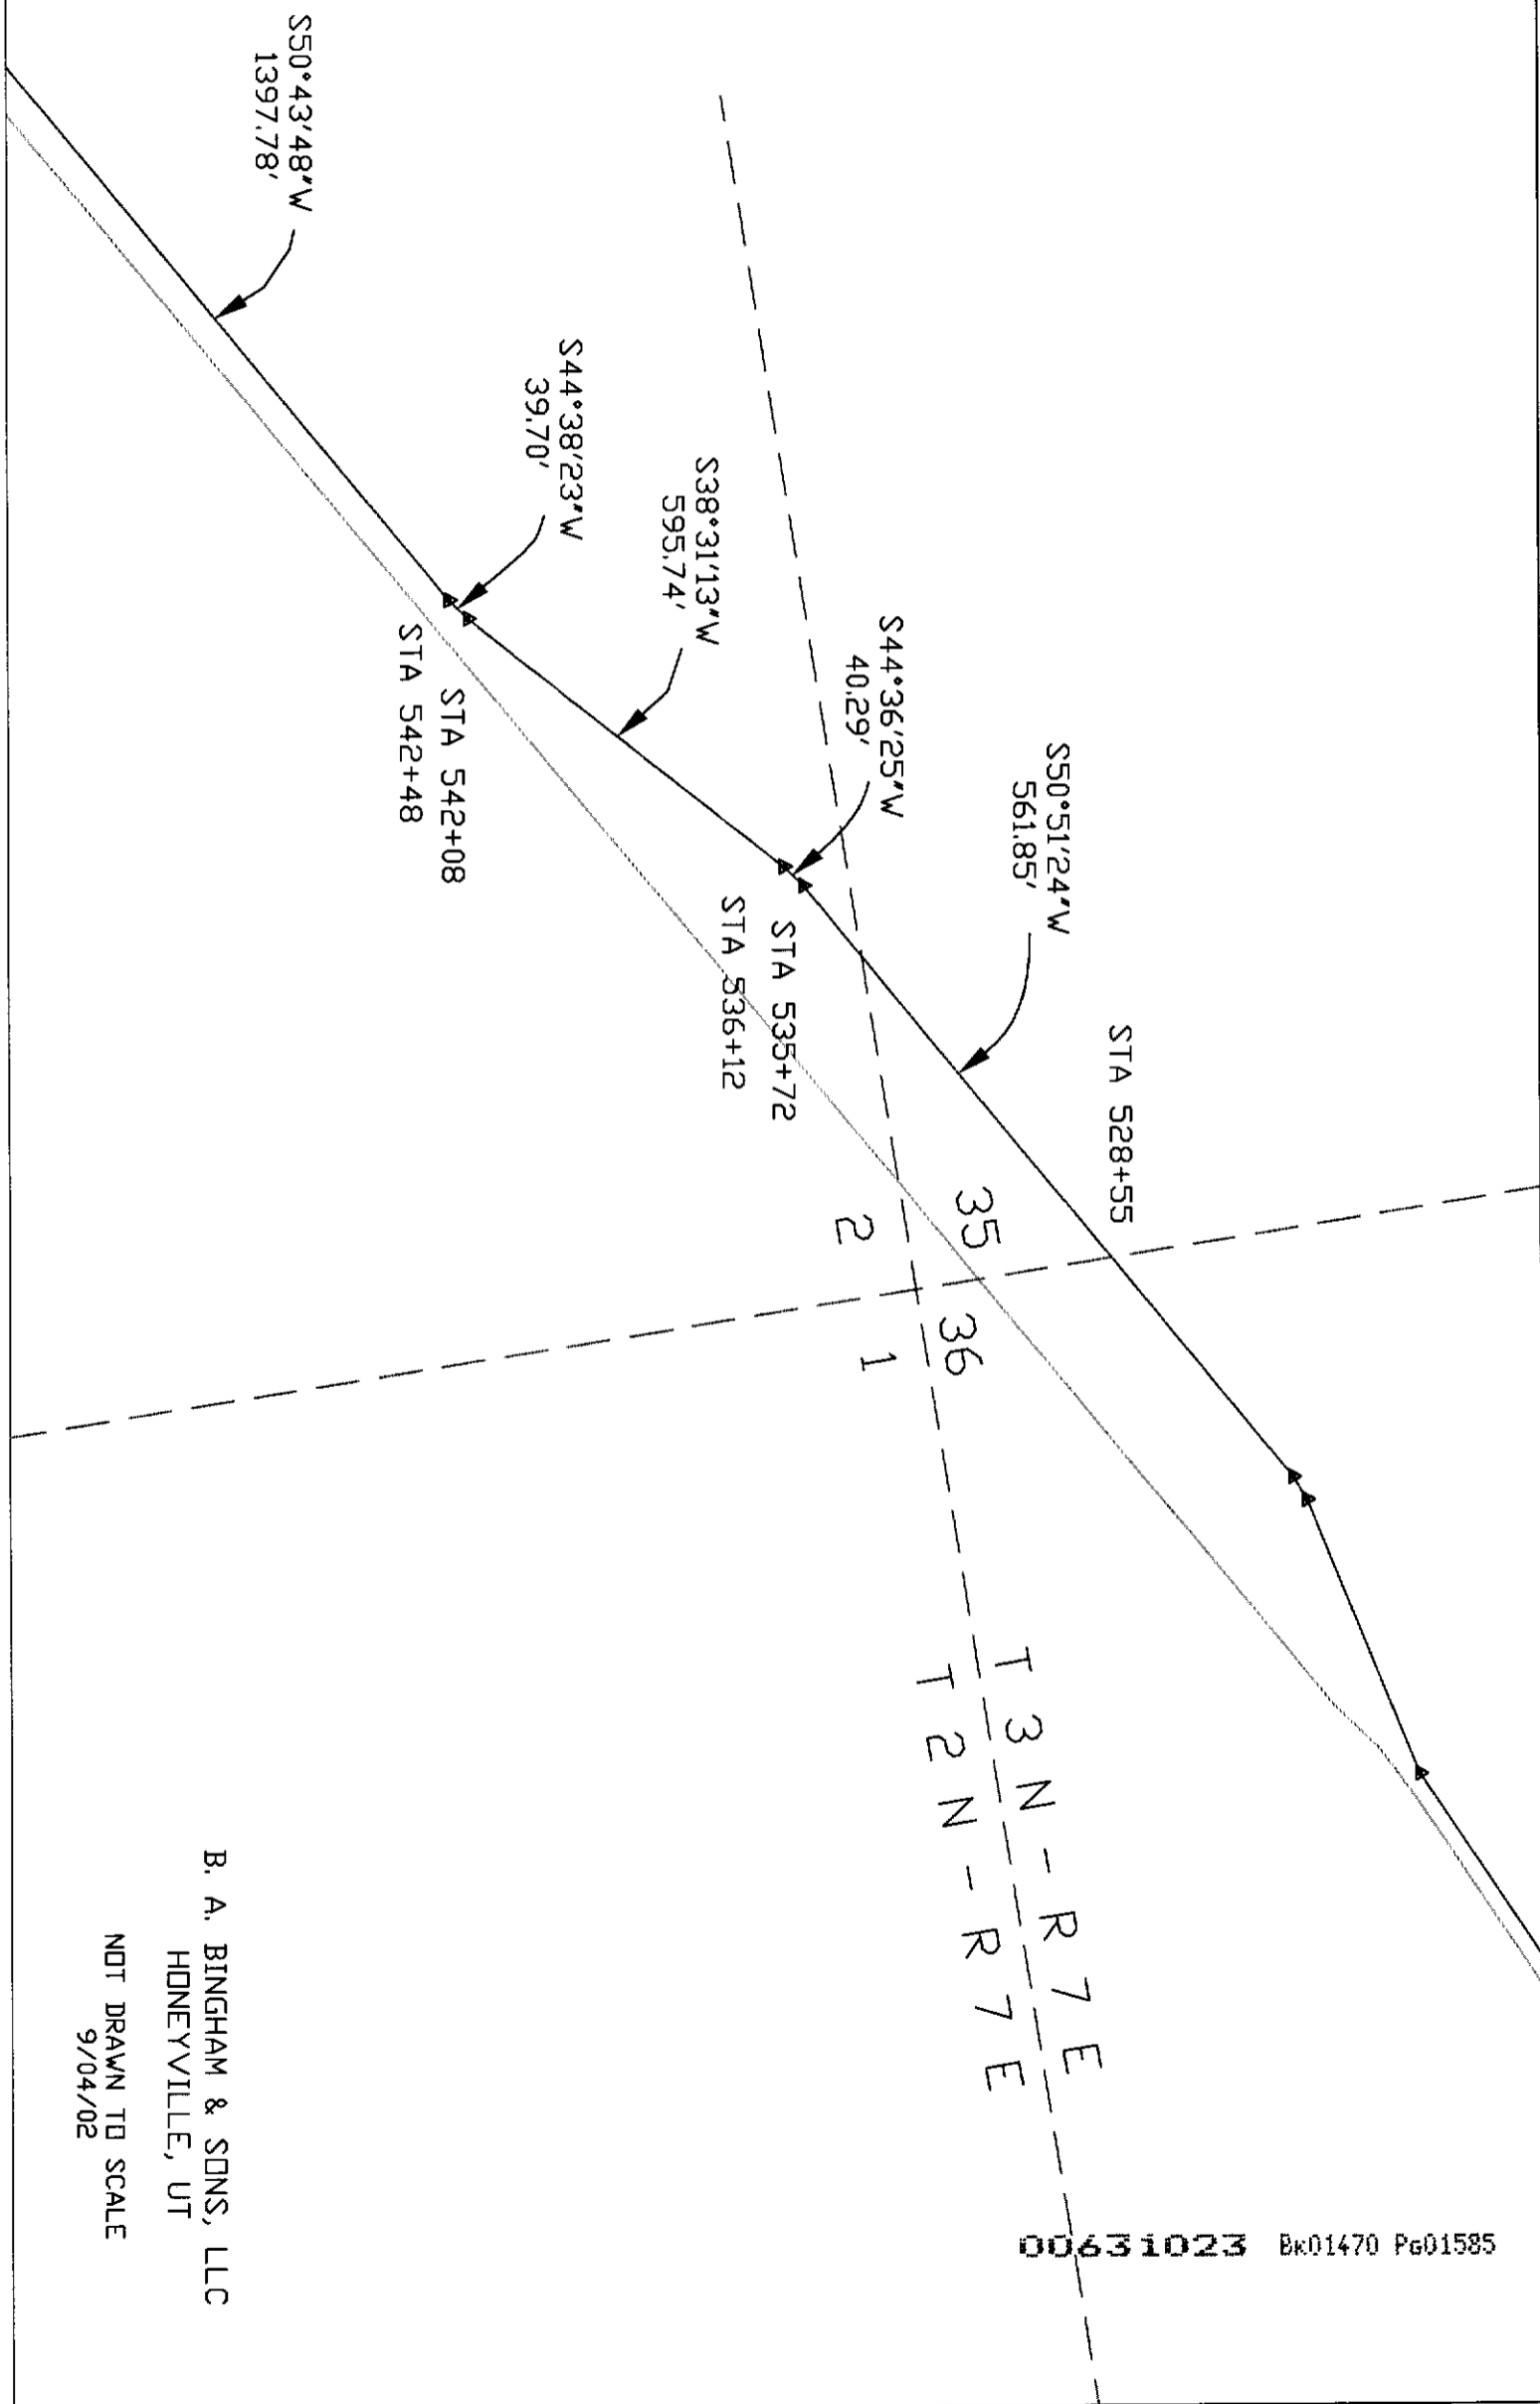 S50°43'48"W
1397.78'
S44°38'23"W
39.70'
S38°31'13"W
595.74'
S44°36'25"W
40.29'
S50°51'24"W
561.85'
STA 528+55
STA 535+72
STA 536+12
STA 542+08
STA 542+48
35
36
2
1
T 3 N - R 7 E
T 2 N - R 7 E
B. A. BINGHAM & SONS, LLC
HONEYVILLE, UT
NOT DRAWN TO SCALE
9/04/02
00631023 Bk01470 Pg01585